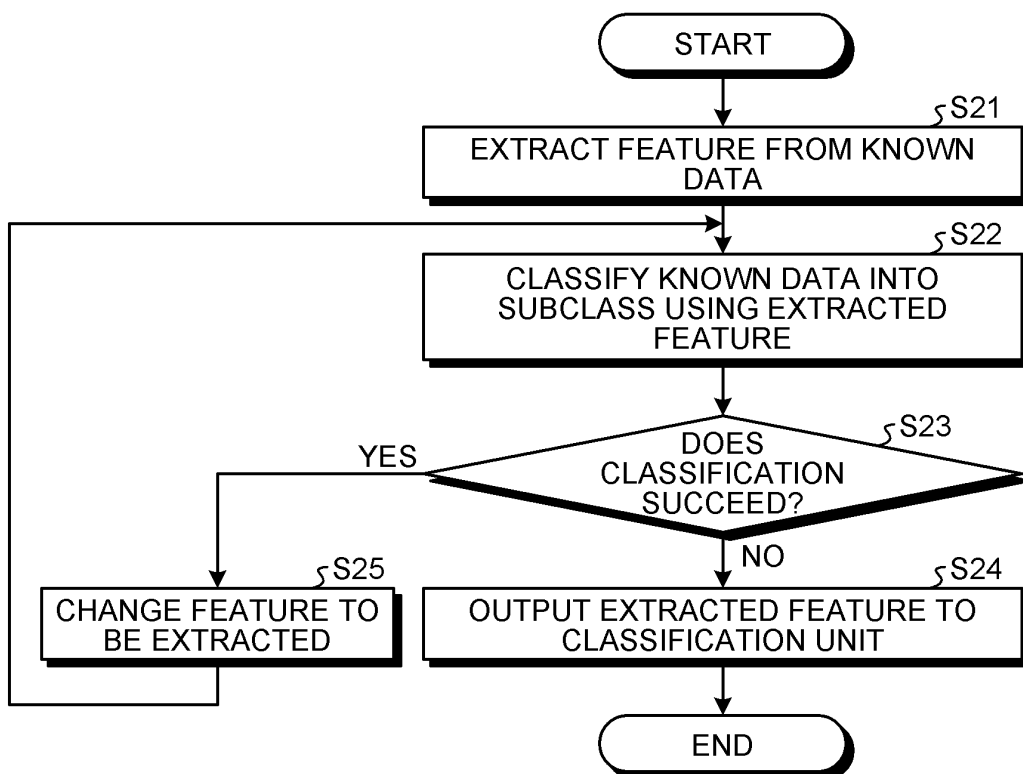 START
S21
EXTRACT FEATURE FROM KNOWN
DATA
S22
CLASSIFY KNOWN DATA INTO
SUBCLASS USING EXTRACTED
FEATURE
S23
DOES
CLASSIFICATION
SUCCEED?
YES
NO
S25
CHANGE FEATURE TO
BE EXTRACTED
S24
OUTPUT EXTRACTED FEATURE TO
CLASSIFICATION UNIT
END